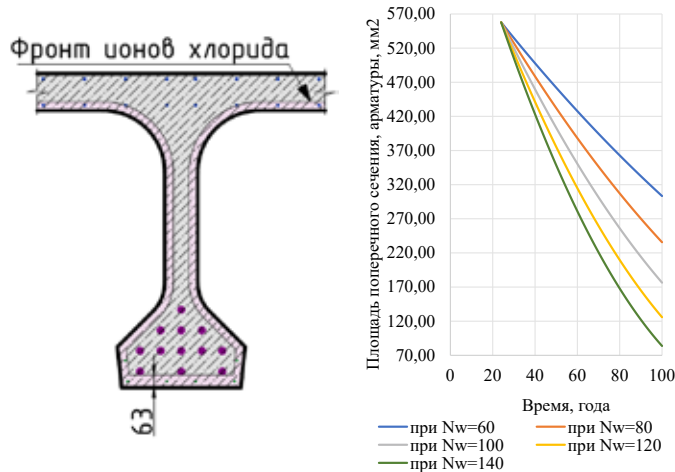 Фронт ионов хлорида
63
Площадь поперечного сечения, арматуры, мм2
570,00
520,00
470,00
420,00
370,00
320,00
270,00
220,00
170,00
120,00
70,00
0 20 40 60 80 100
Время, года
при Nw=60 при Nw=80
при Nw=100 при Nw=120
при Nw=140